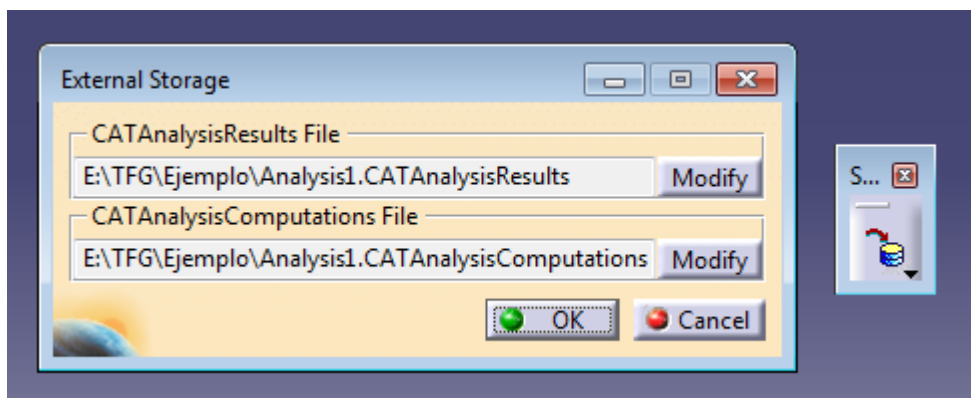 External Storage
CATAnalysisResults File
E:\TFG\Ejemplo\Analysis1.CATAnalysisResults
Modify
S...
CATAnalysisComputations File
E:\TFG\Ejemplo\Analysis1.CATAnalysisComputations
Modify
OK
Cancel